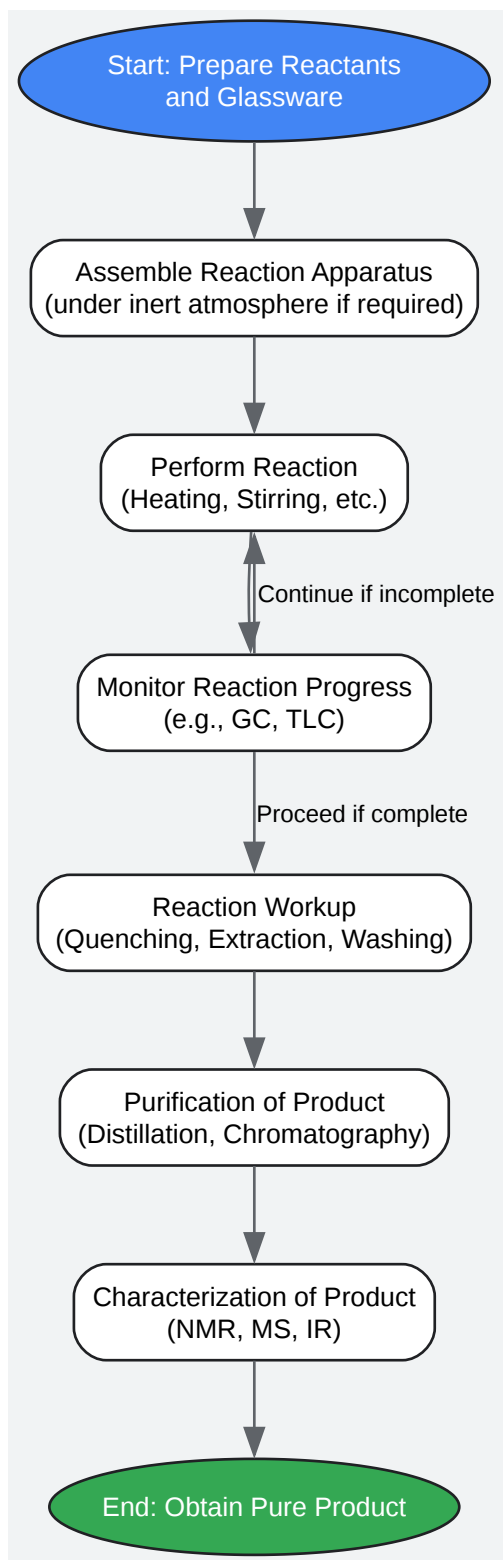 Start: Prepare Reactants
and Glassware
Assemble Reaction Apparatus
(under inert atmosphere if required)
Perform Reaction
(Heating, Stirring, etc.)
Continue if incomplete
Monitor Reaction Progress
(e.g., GC, TLC)
Proceed if complete
Reaction Workup
(Quenching, Extraction, Washing)
Purification of Product
(Distillation, Chromatography)
Characterization of Product
(NMR, MS, IR)
End: Obtain Pure Product